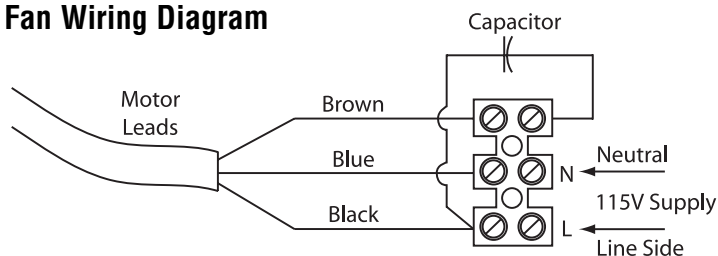 Fan Wiring Diagram
Capacitor
Motor
Leads
Brown
Blue
Black
N
Neutral
115V Supply
L
Line Side